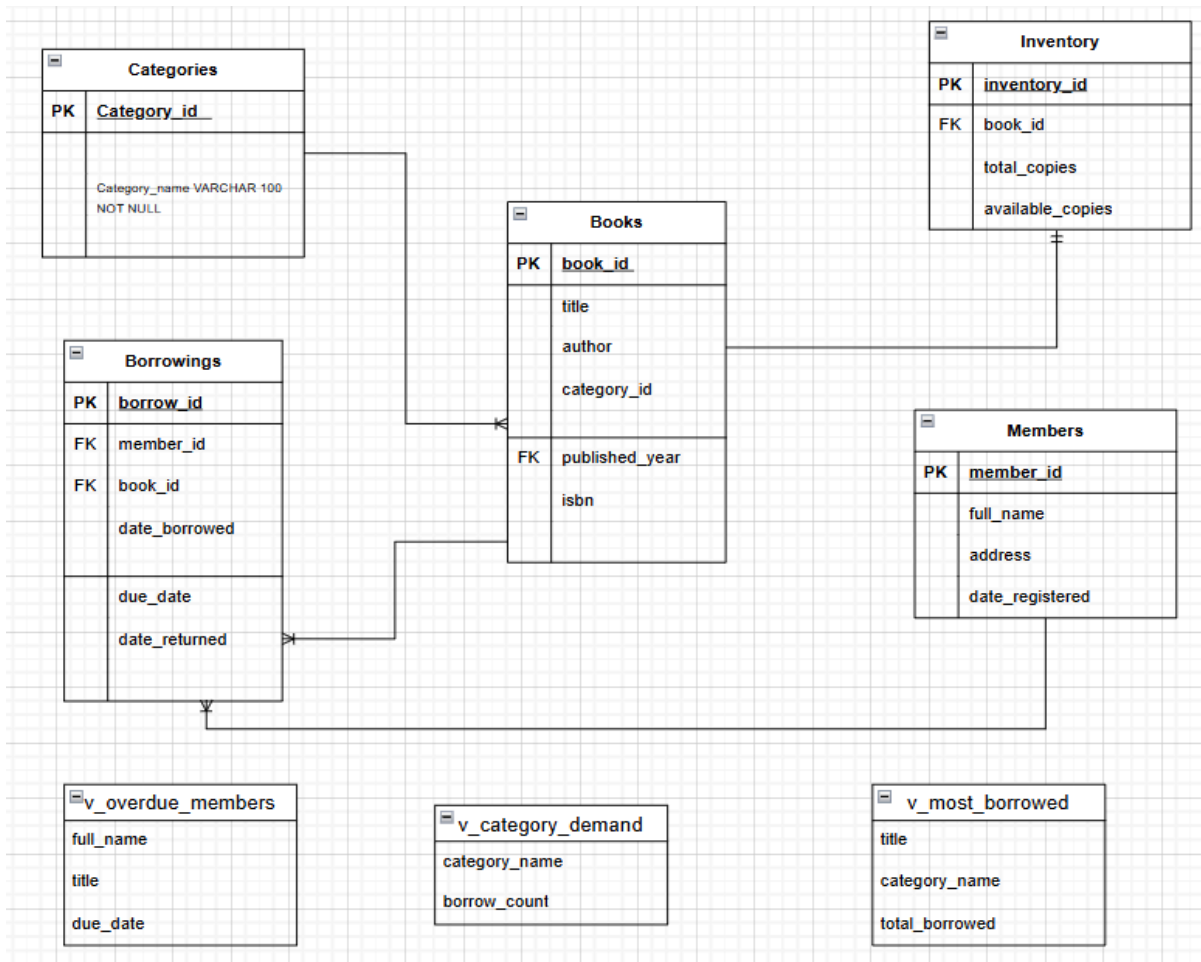 Categories
PK Category_id
Category_name VARCHAR 100
NOT NULL
Inventory
PK inventory_id
FK book_id
total_copies
available_copies
Books
PK book_id
title
author
category_id
FK published_year
isbn
Borrowings
PK borrow_id
FK member_id
FK book_id
date_borrowed
due_date
date_returned
Members
PK member_id
full_name
address
date_registered
v_overdue_members
full_name
title
due_date
v_category_demand
category_name
borrow_count
v_most_borrowed
title
category_name
total_borrowed